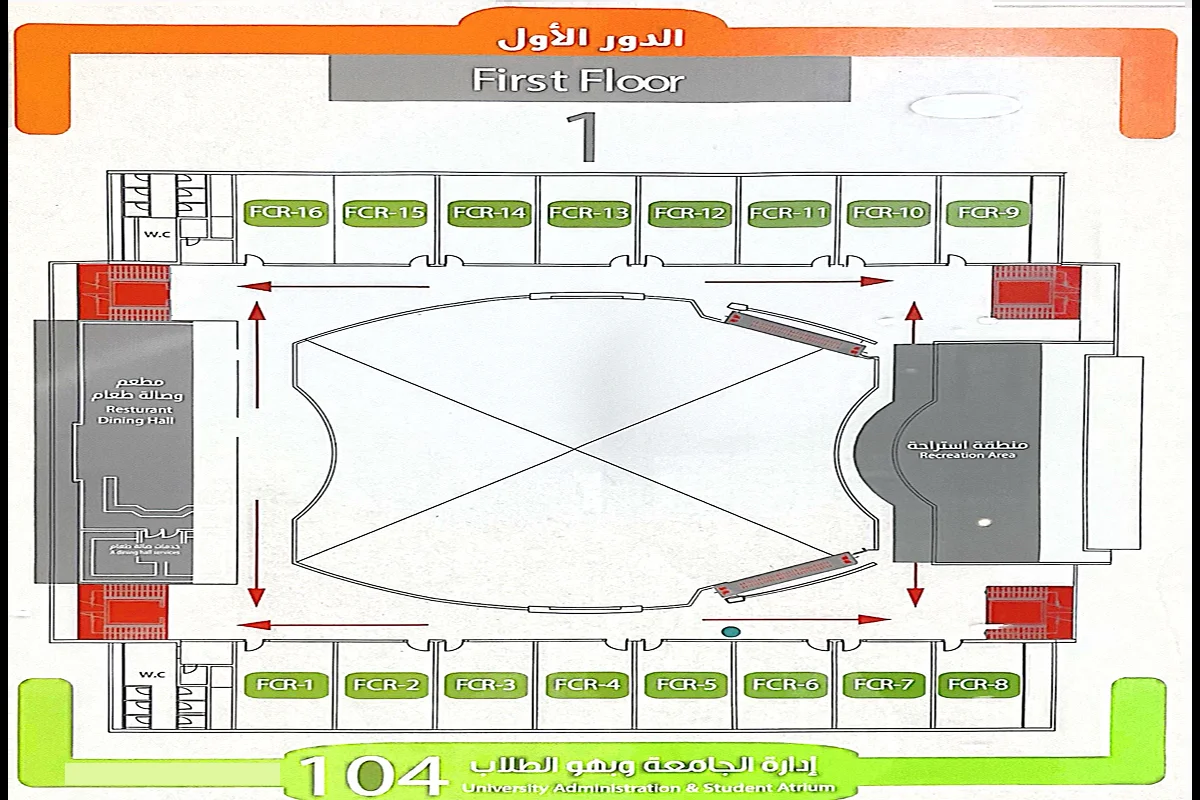 الدور الأول
First Floor
1
FCR-16
FCR-15
FCR-14
FCR-13
FCR-12
FCR-11
FCR-10
FCR-9
w.c
مطعم
وصالة طعام
Resturant
Dining Hall
منطقة استراحة
Recreation Area
خدمات صالة طعام
A dining hall services
w.c
FCR-1
FCR-2
FCR-3
FCR-4
FCR-5
FCR-6
FCR-7
FCR-8
104
إدارة الجامعة وبهو الطلاب
University Administration & Student Atrium